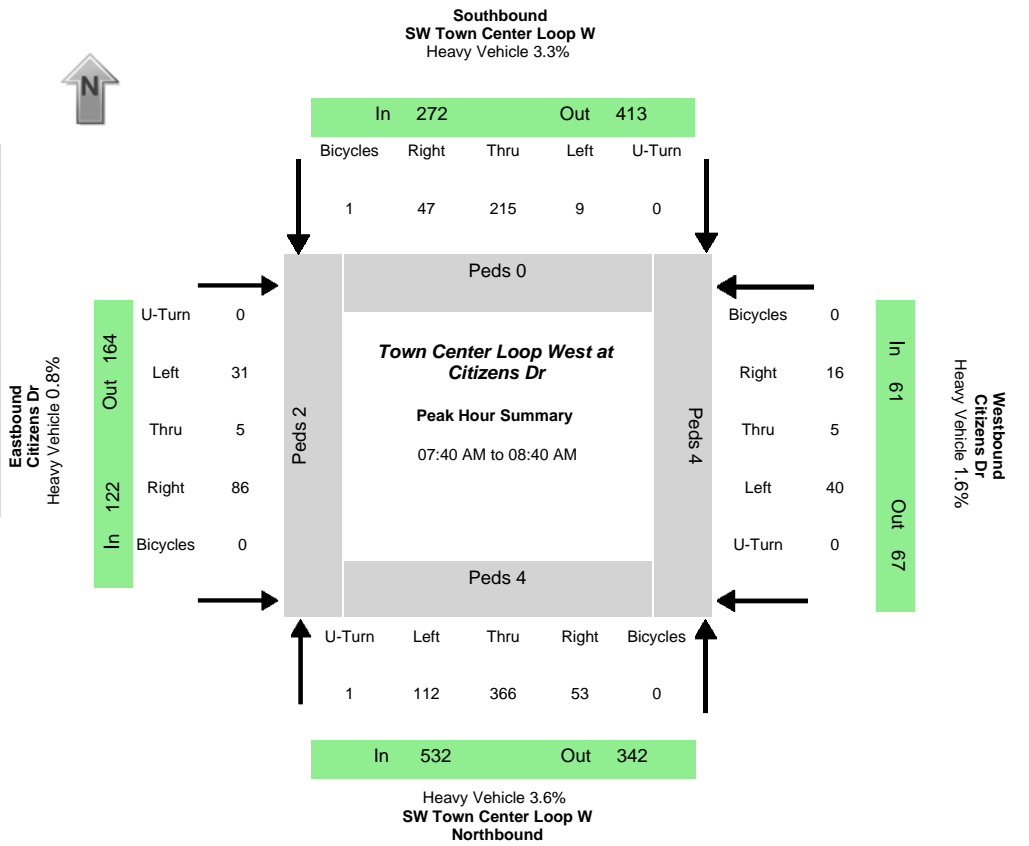 Southbound
SW Town Center Loop W
Heavy Vehicle 3.3%
N
In 272 Out 413
Bicycles Right Thru Left U-Turn
1 47 215 9 0
Peds 0
Eastbound
Citizens Dr
Heavy Vehicle 0.8%
In 122 Out 164
U-Turn 0
Left 31
Thru 5
Right 86
Bicycles 0
Peds 2
Town Center Loop West at
Citizens Dr
Peak Hour Summary
07:40 AM to 08:40 AM
Peds 4
Bicycles 0
Right 16
Thru 5
Left 40
U-Turn 0
In 61 Out 67
Westbound
Citizens Dr
Heavy Vehicle 1.6%
Peds 4
U-Turn Left Thru Right Bicycles
1 112 366 53 0
In 532 Out 342
Heavy Vehicle 3.6%
SW Town Center Loop W
Northbound